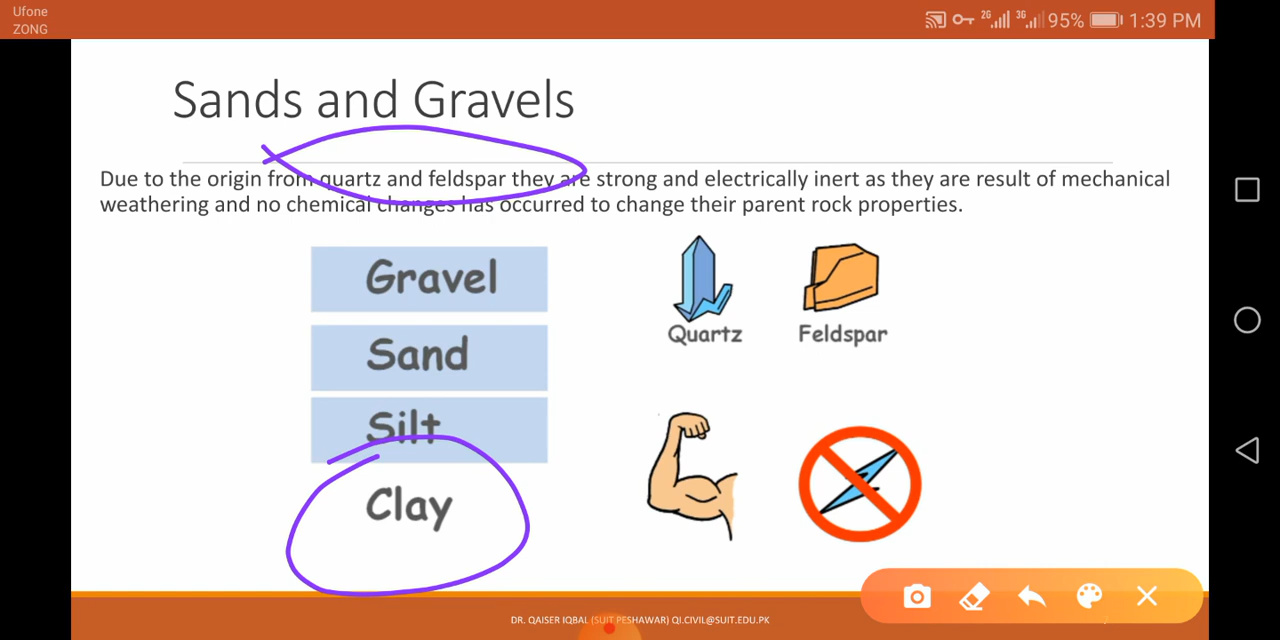 Ufone
ZONG
2G 3G 95% 1:39 PM
Sands and Gravels
Due to the origin from quartz and feldspar they are strong and electrically inert as they are result of mechanical
weathering and no chemical changes has occurred to change their parent rock properties.
Gravel
Sand
Silt
Clay
Quartz
Feldspar
DR. QAISER IQBAL (SUIT PESHAWAR) QI.CIVIL@SUIT.EDU.PK